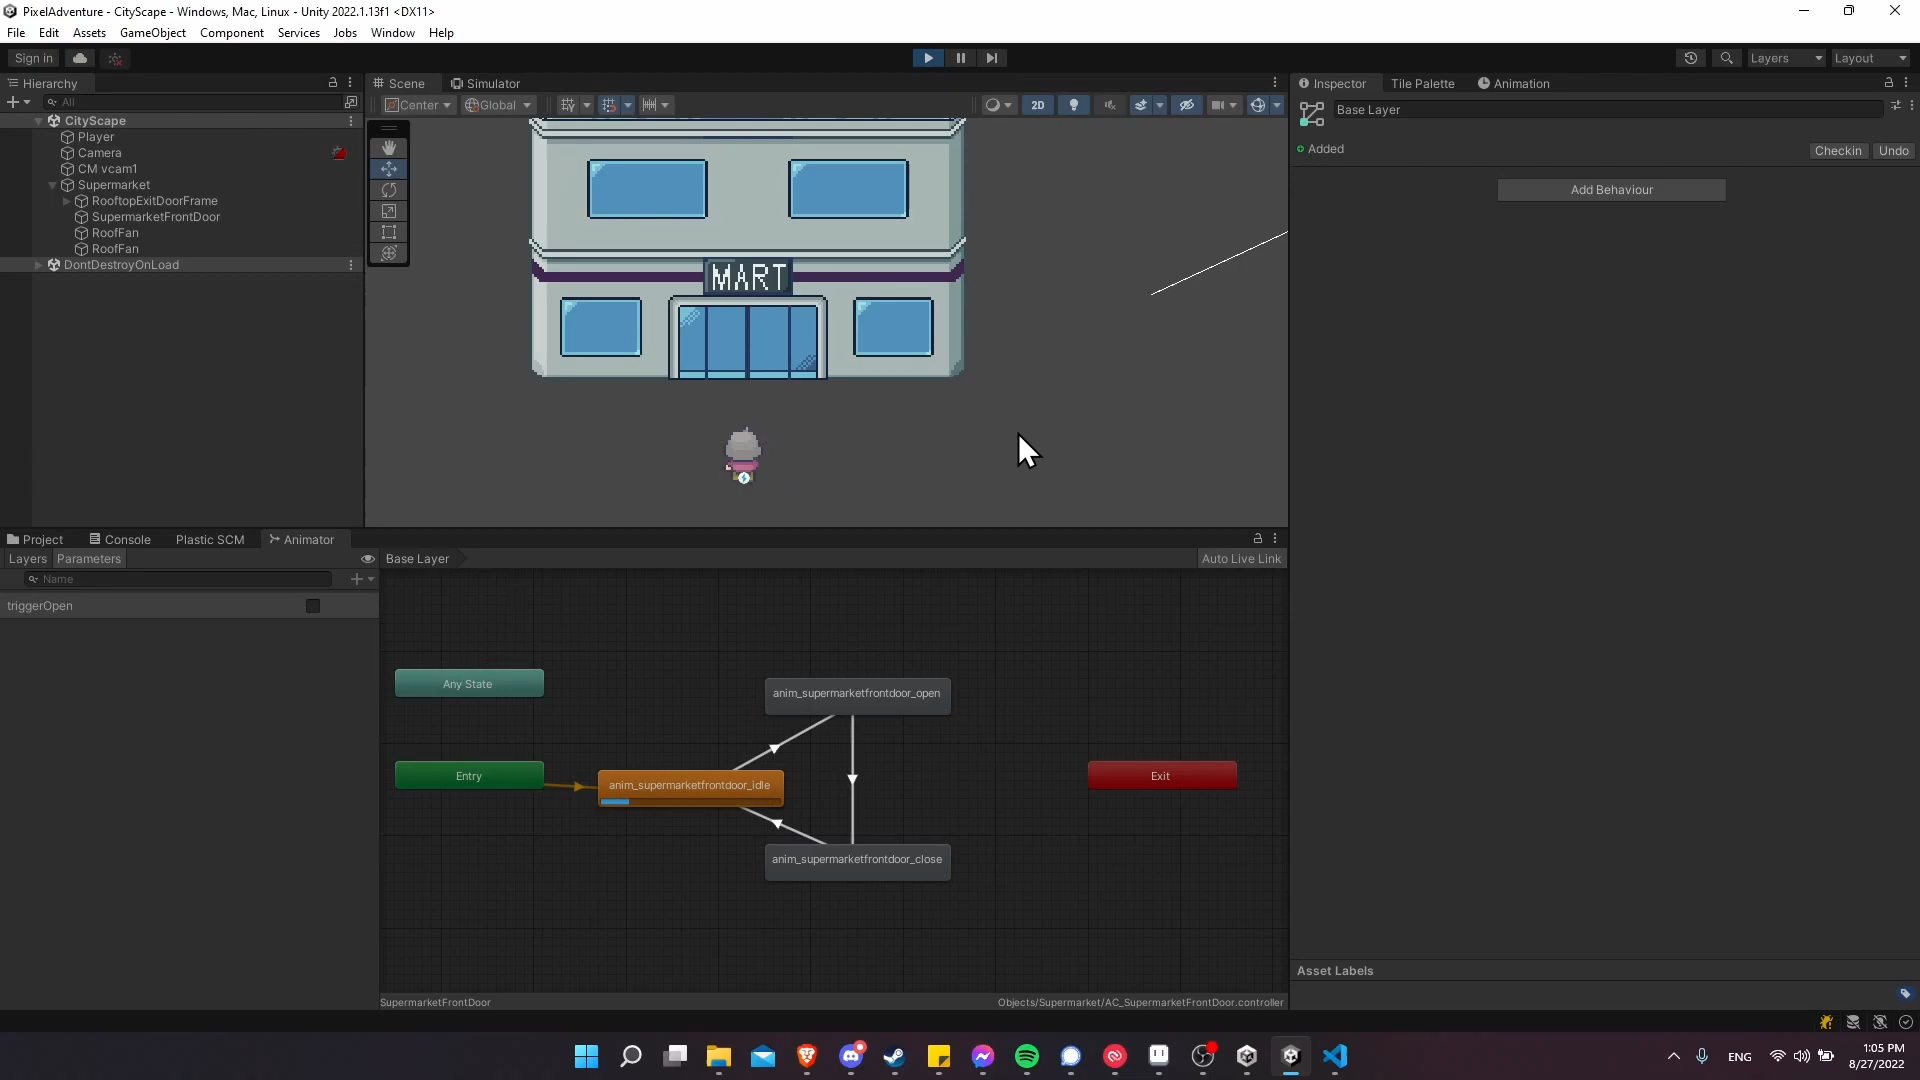 PixelAdventure - CityScape - Windows, Mac, Linux - Unity 2022.1.13f1 <DX11>
File Edit Assets GameObject Component Services Jobs Window Help
Sign in
Layers
Layout
Hierarchy
Scene
Simulator
Inspector
Tile Palette
Animation
All
Center
Global
2D
Base Layer
CityScape
Player
Camera
CM vcam1
Supermarket
RooftopExitDoorFrame
SupermarketFrontDoor
RoofFan
RoofFan
DontDestroyOnLoad
Added
Checkin
Undo
Add Behaviour
MART
Project
Console
Plastic SCM
Animator
Layers
Parameters
Base Layer
Auto Live Link
Name
triggerOpen
Any State
anim_supermarketfrontdoor_open
Entry
anim_supermarketfrontdoor_idle
Exit
anim_supermarketfrontdoor_close
Asset Labels
SupermarketFrontDoor
Objects/Supermarket/AC_SupermarketFrontDoor.controller
ENG
1:05 PM
8/27/2022